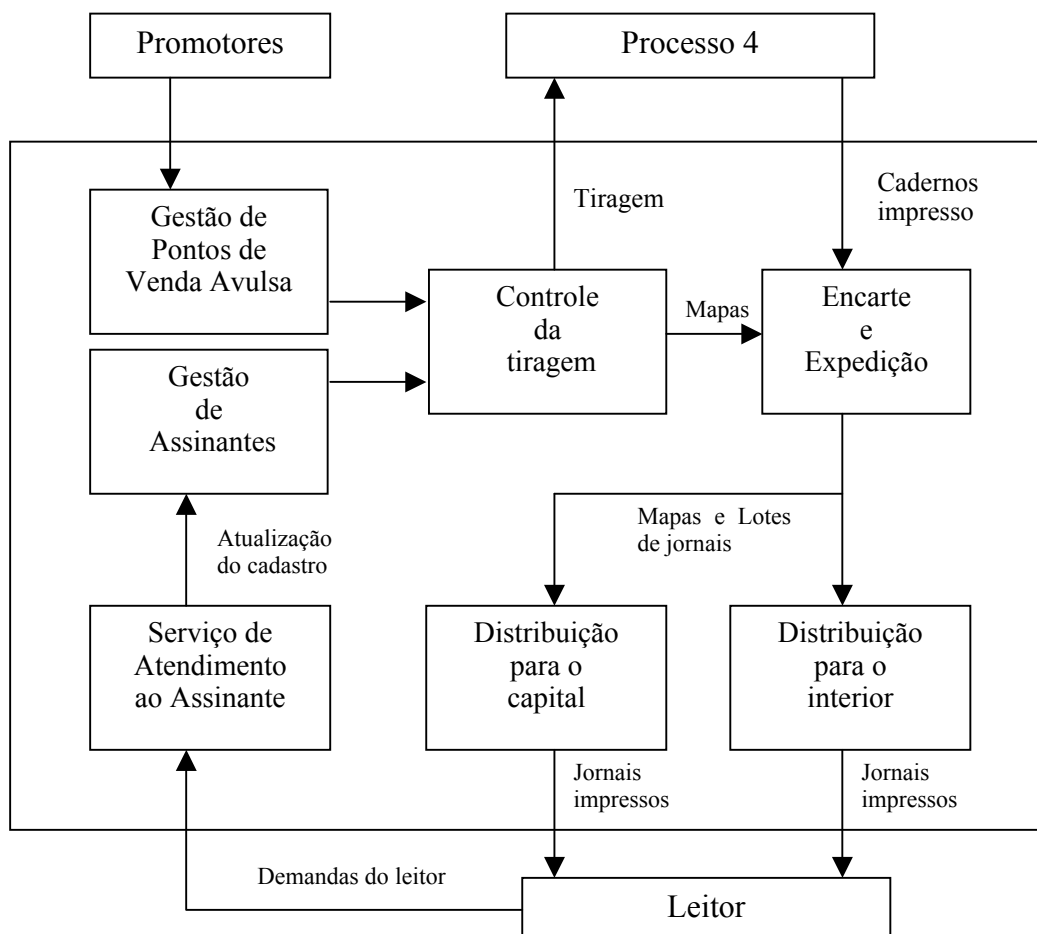 Promotores
Processo 4
Tiragem
Cadernos
impresso
Gestão de
Pontos de
Venda Avulsa
Controle
da
tiragem
Mapas
Encarte
e
Expedição
Gestão
de
Assinantes
Mapas e Lotes
de jornais
Atualização
do cadastro
Serviço de
Atendimento
ao Assinante
Distribuição
para o
capital
Distribuição
para o
interior
Jornais
impressos
Jornais
impressos
Demandas do leitor
Leitor